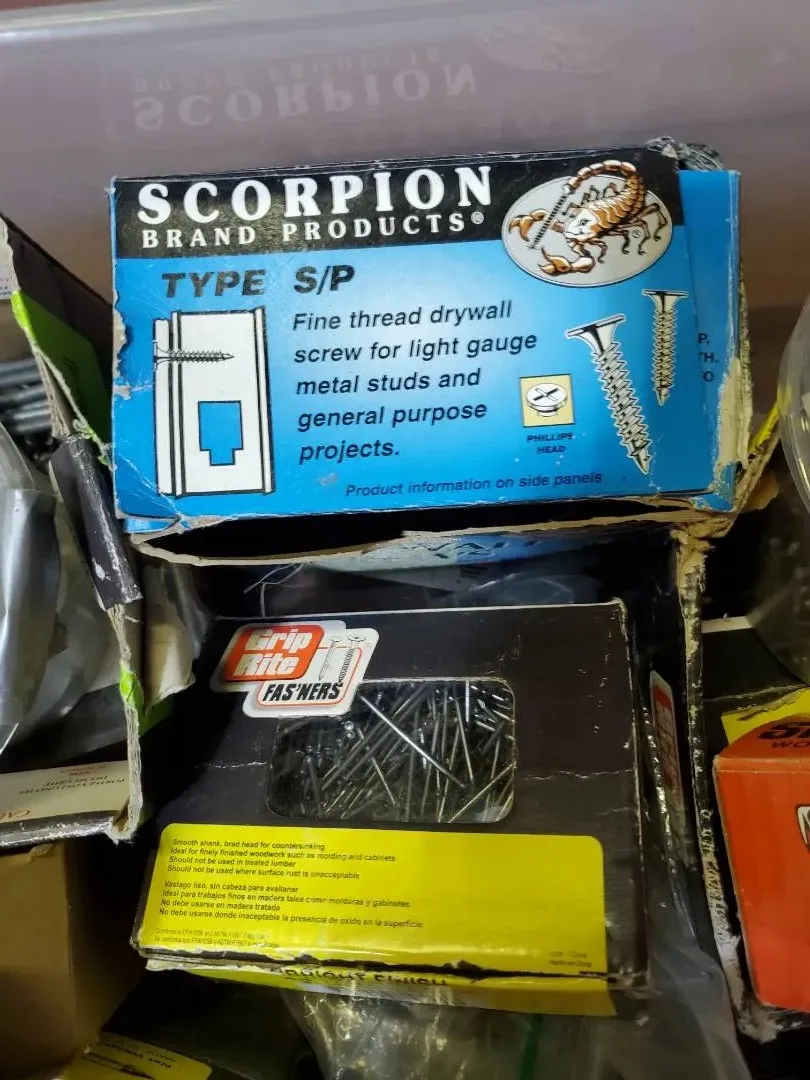 SCORPION
BRAND PRODUCTS®
TYPE S/P
Fine thread drywall
screw for light gauge
metal studs and
general purpose
projects.
PHILLIPS
HEAD
Product information on side panels
Grip
Rite
FAS'NERS
Smooth shank, brad head for countersinking
Ideal for finely finished woodwork such as molding and cabinets
Should not be used in treated lumber
Should not be used where surface rust is unacceptable
Vastago liso, sin cabeza para avellanar
Ideal para trabajos finos en madera tales como molduras y gabinetes
No debe usarse en madera tratada
No debe usarse donde inaceptable la presencia de oxido en la superficie
BRIGHT FINISH